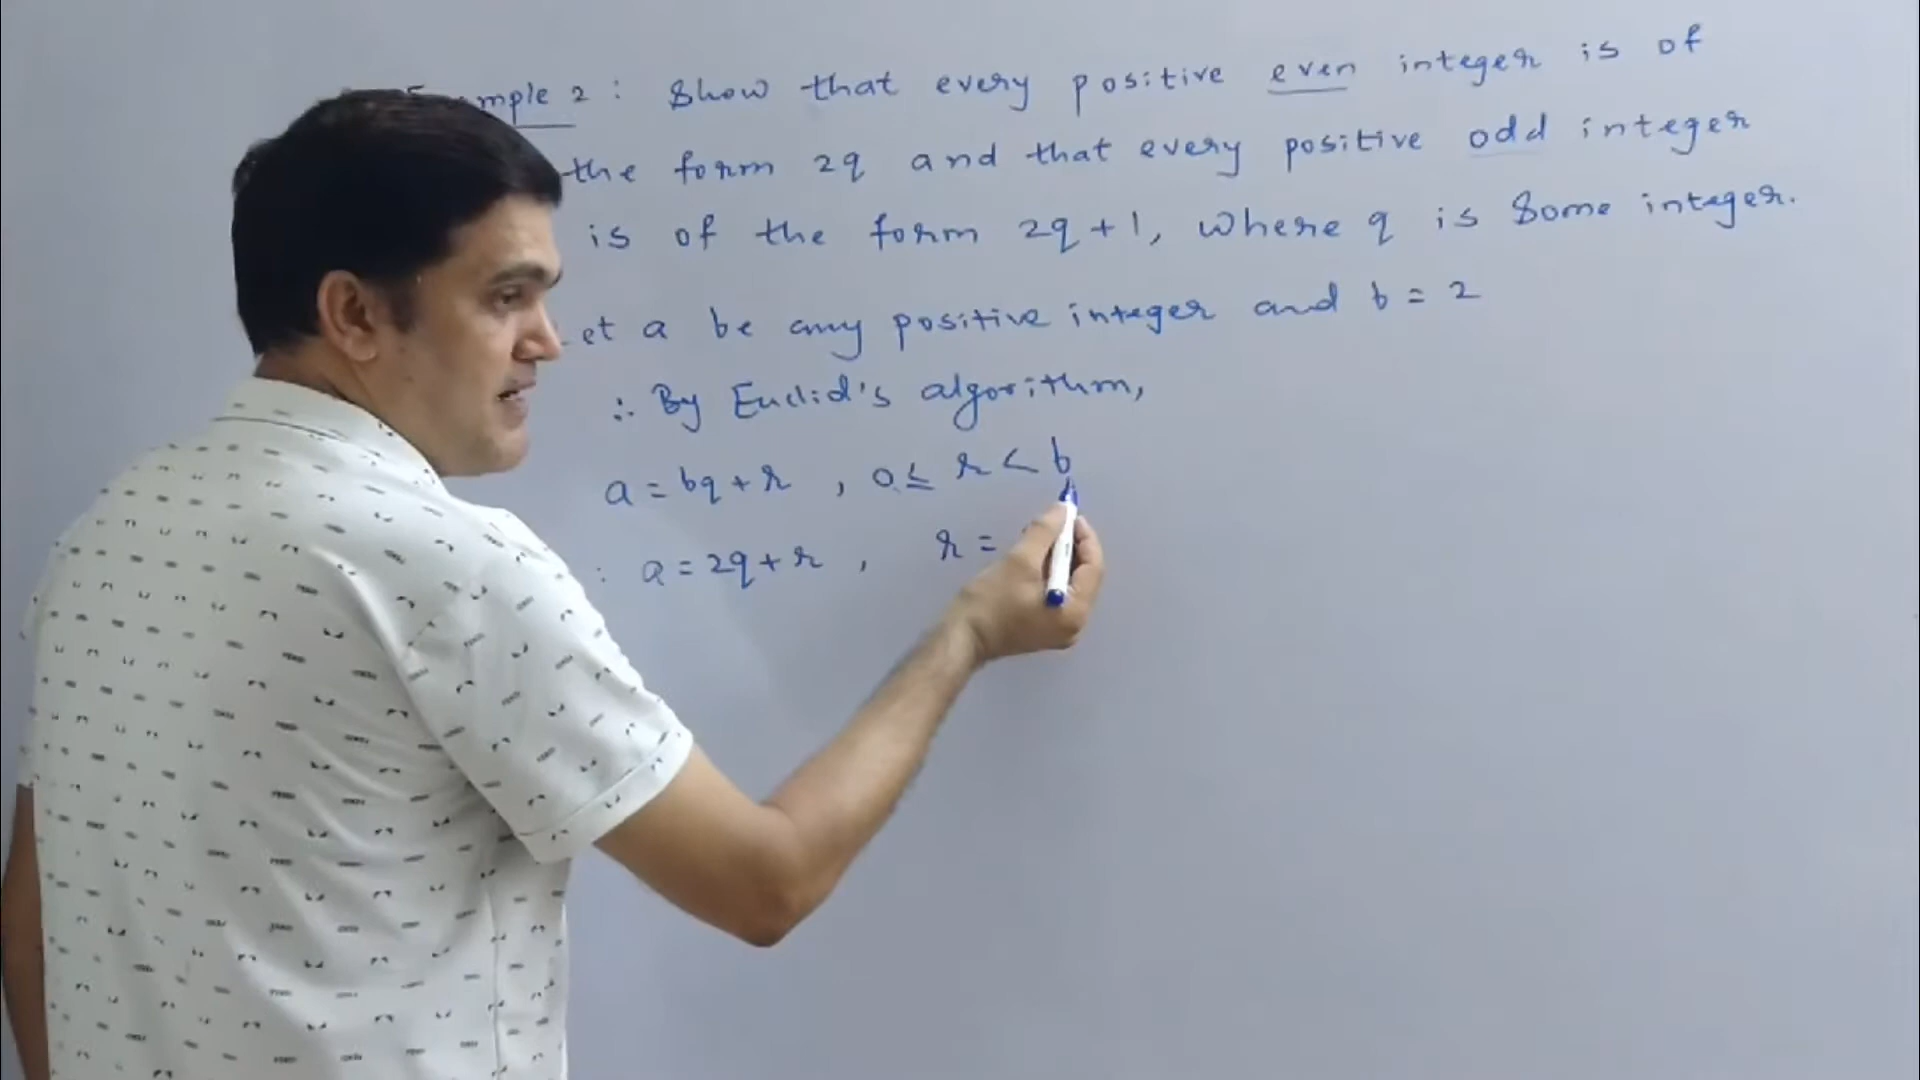 mple 2 : Show that every positive even integer is of
the form 2q and that every positive odd integer
is of the form 2q+1, where q is some integer.
et a be any positive integer and b = 2
∴ By Euclid's algorithm,
a = bq + r , 0 ≤ r < b
: a = 2q + r , r =